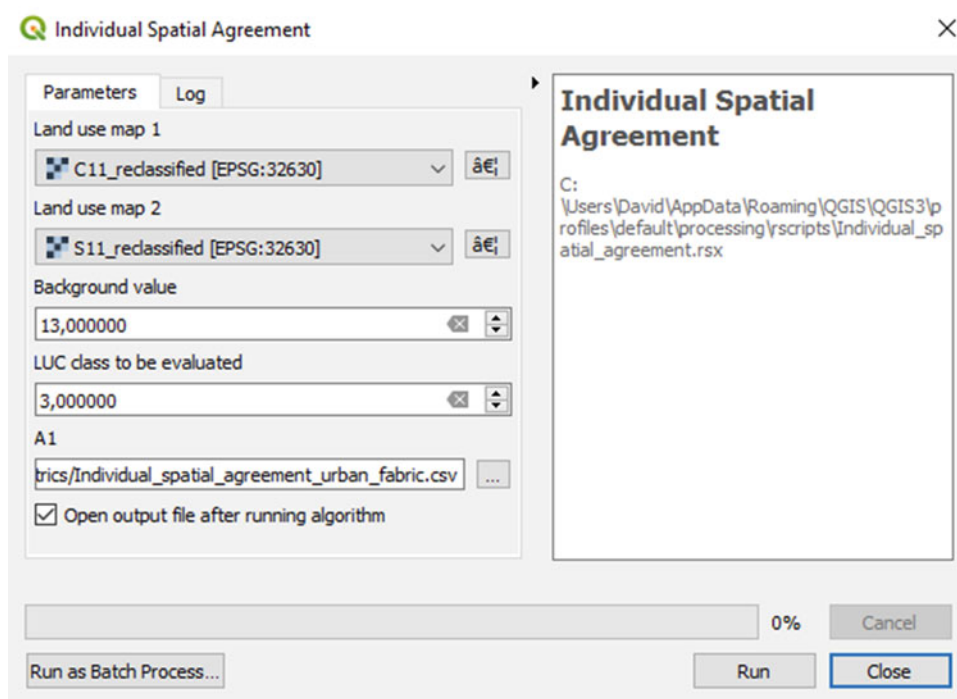 Individual Spatial Agreement
Parameters
Log
Land use map 1
C11_reclassified [EPSG:32630]
â€¦
Land use map 2
S11_reclassified [EPSG:32630]
â€¦
Background value
13,000000
LUC class to be evaluated
3,000000
A1
trics/Individual_spatial_agreement_urban_fabric.csv
...
Open output file after running algorithm
Individual Spatial
Agreement
C:
\Users\David\AppData\Roaming\QGIS\QGIS3\p
rofiles\default\processing\rscripts\Individual_sp
atial_agreement.rsx
0%
Cancel
Run as Batch Process...
Run
Close